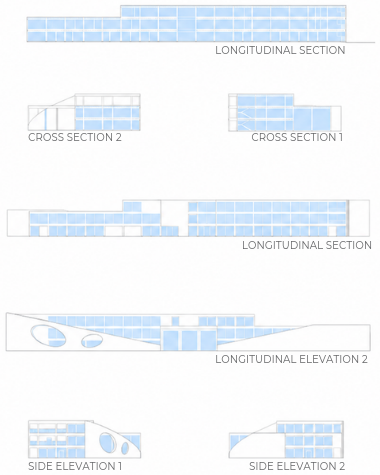 LONGITUDINAL SECTION
CROSS SECTION 2
CROSS SECTION 1
LONGITUDINAL SECTION
LONGITUDINAL ELEVATION 2
SIDE ELEVATION 1
SIDE ELEVATION 2